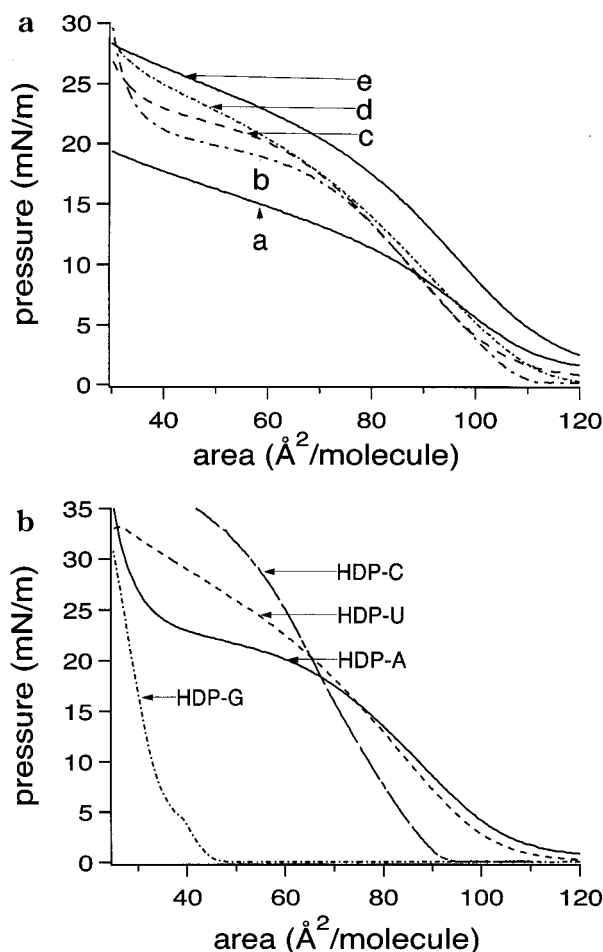 a
30
25
20
15
10
5
0
pressure (mN/m)
e
d
c
b
a
40 60 80 100 120
area (Å²/molecule)
b
35
30
25
20
15
10
5
0
pressure (mN/m)
HDP-C
HDP-U
HDP-A
HDP-G
40 60 80 100 120
area (Å²/molecule)